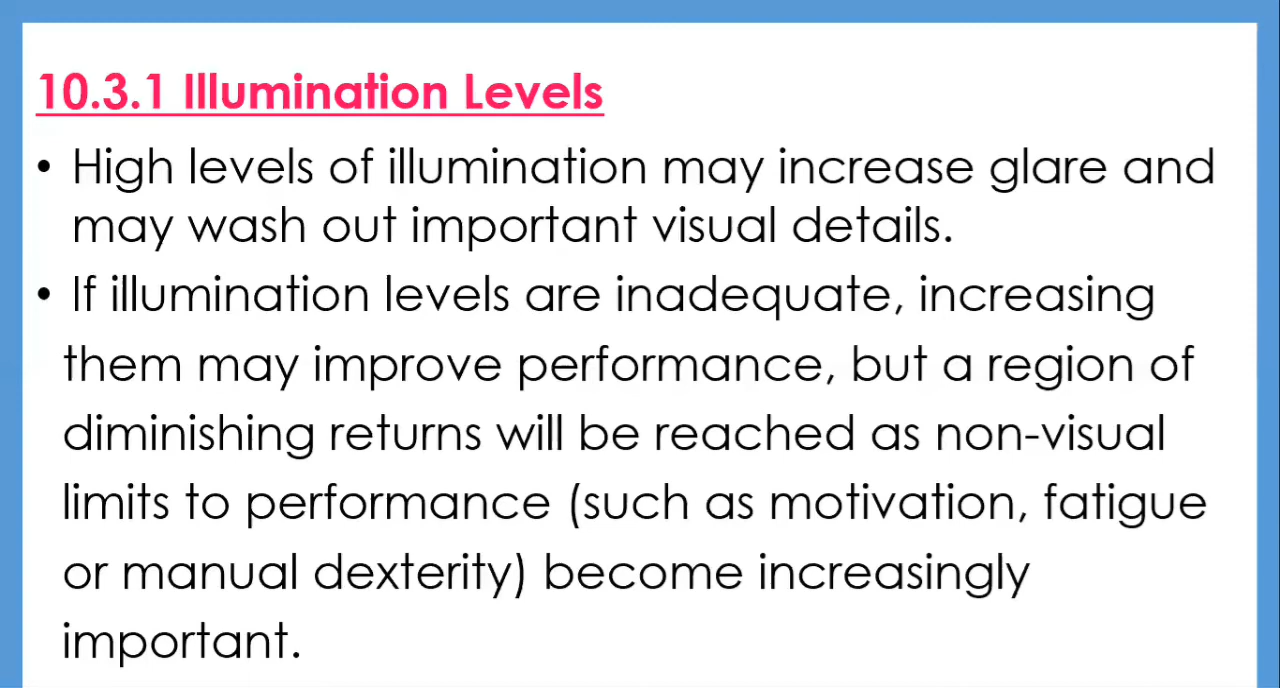 10.3.1 Illumination Levels
• High levels of illumination may increase glare and
may wash out important visual details.
• If illumination levels are inadequate, increasing
them may improve performance, but a region of
diminishing returns will be reached as non-visual
limits to performance (such as motivation, fatigue
or manual dexterity) become increasingly
important.